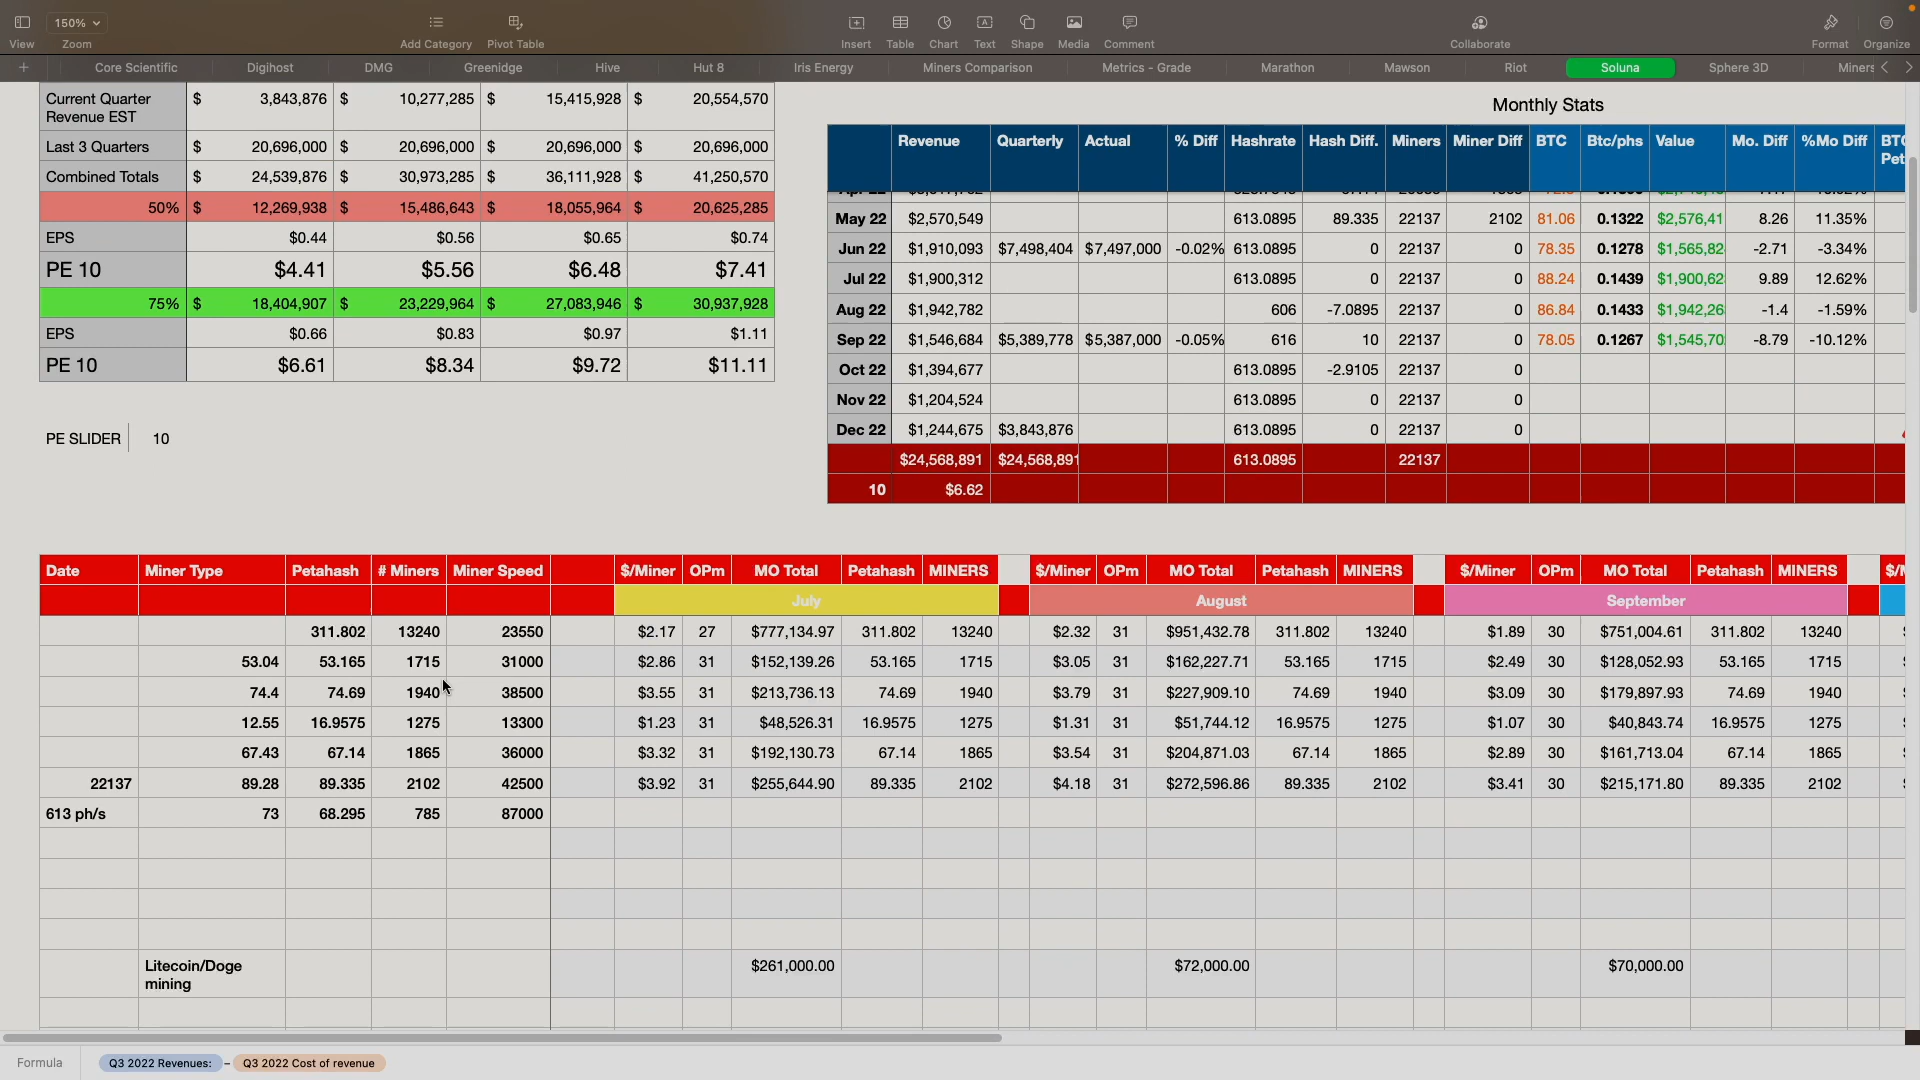 150%
View Zoom Add Category Pivot Table Insert Table Chart Text Shape Media Comment Collaborate Format Organize
+ Core Scientific Digihost DMG Greenidge Hive Hut 8 Iris Energy Miners Comparison Metrics - Grade Marathon Mawson Riot Soluna Sphere 3D Miners
Current Quarter Revenue EST $ 3,843,876 $ 10,277,285 $ 15,415,928 $ 20,554,570
Last 3 Quarters $ 20,696,000 $ 20,696,000 $ 20,696,000 $ 20,696,000
Combined Totals $ 24,539,876 $ 30,973,285 $ 36,111,928 $ 41,250,570
50% $ 12,269,938 $ 15,486,643 $ 18,055,964 $ 20,625,285
EPS $0.44 $0.56 $0.65 $0.74
PE 10 $4.41 $5.56 $6.48 $7.41
75% $ 18,404,907 $ 23,229,964 $ 27,083,946 $ 30,937,928
EPS $0.66 $0.83 $0.97 $1.11
PE 10 $6.61 $8.34 $9.72 $11.11
PE SLIDER 10
Monthly Stats
Revenue Quarterly Actual % Diff Hashrate Hash Diff. Miners Miner Diff BTC Btc/phs Value Mo. Diff %Mo Diff
May 22 $2,570,549 613.0895 89.335 22137 2102 81.06 0.1322 $2,576,41 8.26 11.35%
Jun 22 $1,910,093 $7,498,404 $7,497,000 -0.02% 613.0895 0 22137 0 78.35 0.1278 $1,565,82 -2.71 -3.34%
Jul 22 $1,900,312 613.0895 0 22137 0 88.24 0.1439 $1,900,62 9.89 12.62%
Aug 22 $1,942,782 606 -7.0895 22137 0 86.84 0.1433 $1,942,26 -1.4 -1.59%
Sep 22 $1,546,684 $5,389,778 $5,387,000 -0.05% 616 10 22137 0 78.05 0.1267 $1,545,70 -8.79 -10.12%
Oct 22 $1,394,677 613.0895 -2.9105 22137 0
Nov 22 $1,204,524 613.0895 0 22137 0
Dec 22 $1,244,675 $3,843,876 613.0895 0 22137 0
$24,568,891 $24,568,891 613.0895 22137
10 $6.62
Date Miner Type Petahash # Miners Miner Speed $/Miner OPm MO Total Petahash MINERS $/Miner OPm MO Total Petahash MINERS $/Miner OPm MO Total Petahash MINERS
July August September
311.802 13240 23550 $2.17 27 $777,134.97 311.802 13240 $2.32 31 $951,432.78 311.802 13240 $1.89 30 $751,004.61 311.802 13240
53.04 53.165 1715 31000 $2.86 31 $152,139.26 53.165 1715 $3.05 31 $162,227.71 53.165 1715 $2.49 30 $128,052.93 53.165 1715
74.4 74.69 1940 38500 $3.55 31 $213,736.13 74.69 1940 $3.79 31 $227,909.10 74.69 1940 $3.09 30 $179,897.93 74.69 1940
12.55 16.9575 1275 13300 $1.23 31 $48,526.31 16.9575 1275 $1.31 31 $51,744.12 16.9575 1275 $1.07 30 $40,843.74 16.9575 1275
67.43 67.14 1865 36000 $3.32 31 $192,130.73 67.14 1865 $3.54 31 $204,871.03 67.14 1865 $2.89 30 $161,713.04 67.14 1865
22137 89.28 89.335 2102 42500 $3.92 31 $255,644.90 89.335 2102 $4.18 31 $272,596.86 89.335 2102 $3.41 30 $215,171.80 89.335 2102
613 ph/s 73 68.295 785 87000
Litecoin/Doge mining $261,000.00 $72,000.00 $70,000.00
Formula Q3 2022 Revenues: – Q3 2022 Cost of revenue